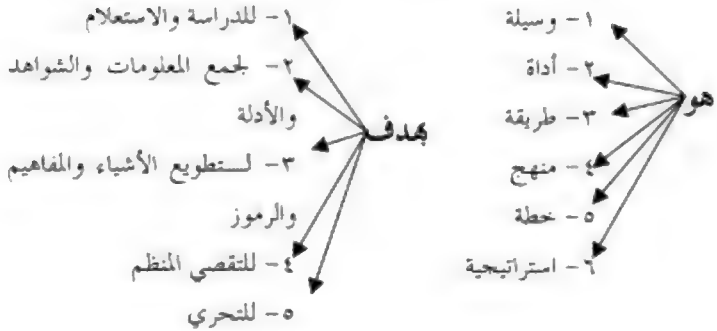 هو
١- وسيلة
٢- أداة
٣- طريقة
٤- منهج
٥- خطة
٦- استراتيجية
بهدف
١- للدراسة والاستعلام
٢- لجمع المعلومات والشواهد
والأدلة
٣- لتطويع الأشياء والمفاهيم
والرموز
٤- للتقصي المنظم
٥- للتحري